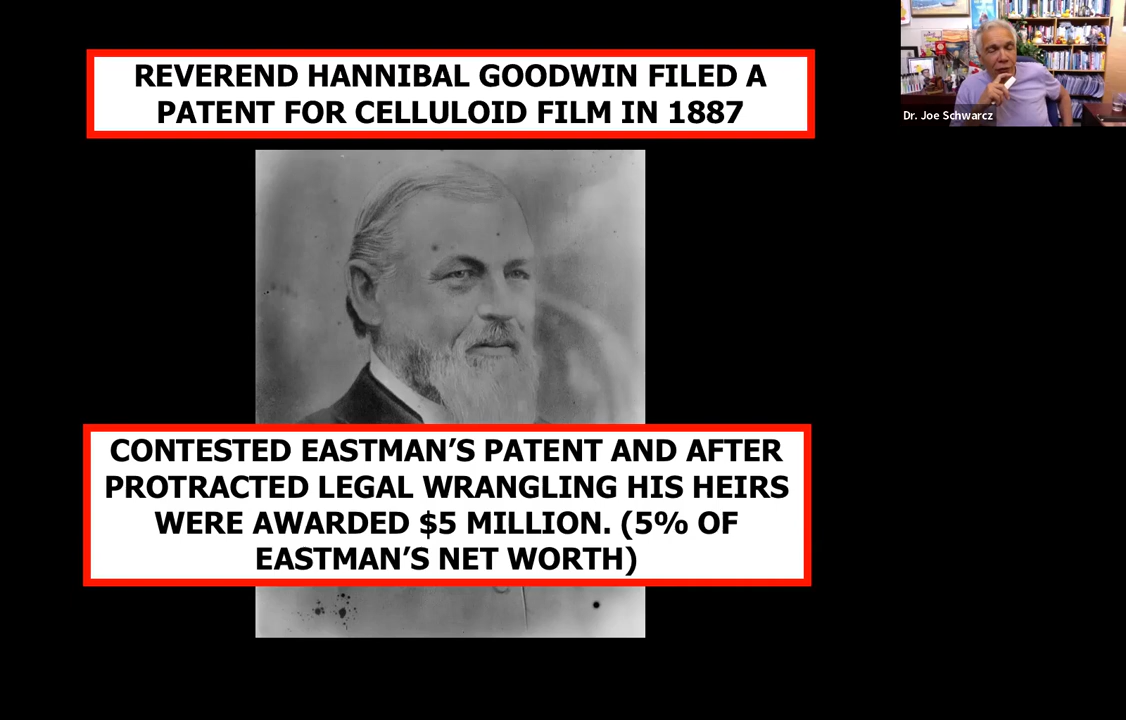 REVEREND HANNIBAL GOODWIN FILED A
PATENT FOR CELLULOID FILM IN 1887
Dr. Joe Schwarcz
CONTESTED EASTMAN’S PATENT AND AFTER
PROTRACTED LEGAL WRANGLING HIS HEIRS
WERE AWARDED $5 MILLION. (5% OF
EASTMAN’S NET WORTH)